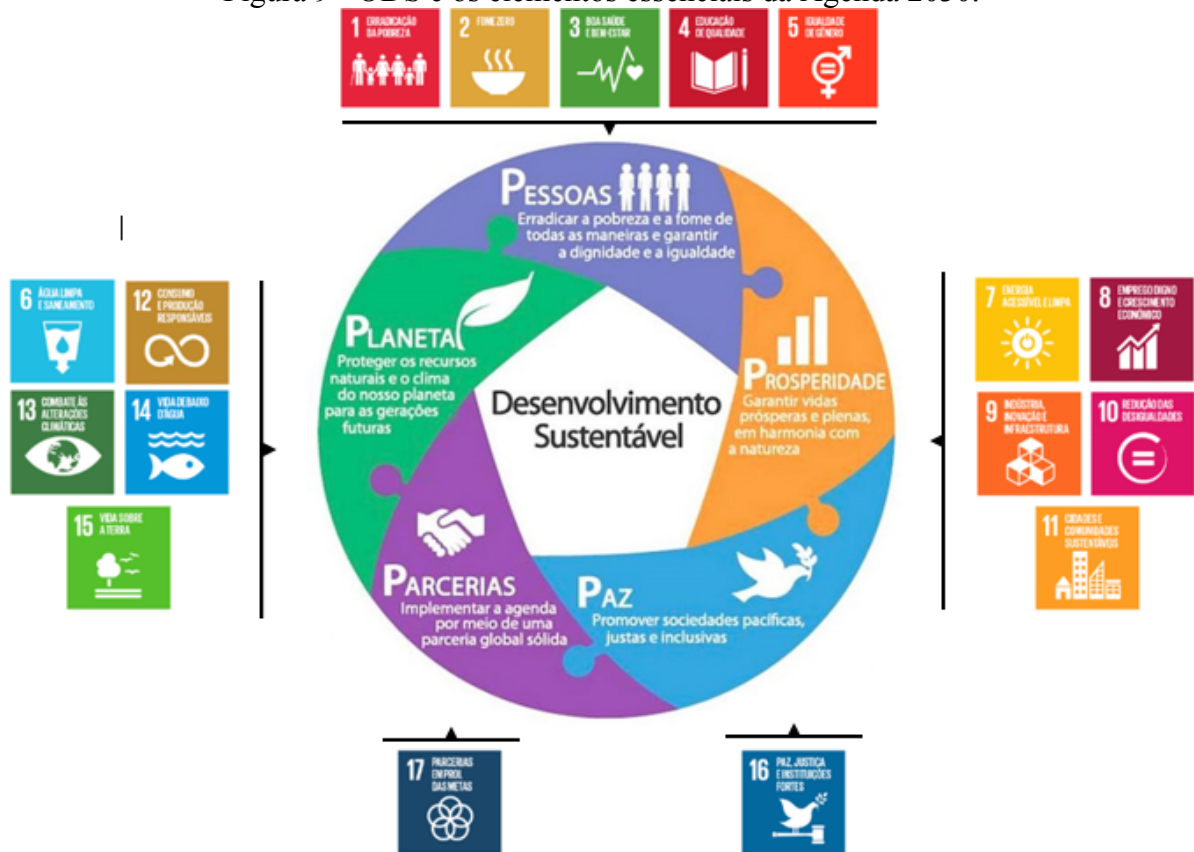 Figura 9 - ODS e os elementos essenciais da Agenda 2030.
1 ERRADICAÇÃO
DA POBREZA
2 FOME ZERO
3 BOA SAÚDE
E BEM-ESTAR
4 EDUCAÇÃO
DE QUALIDADE
5 IGUALDADE
DE GÊNERO
PESSOAS
Erradicar a pobreza e a fome de
todas as maneiras e garantir
a dignidade e a igualdade
6 ÁGUA LIMPA
E SANEAMENTO
12 CONSUMO
E PRODUÇÃO
RESPONSÁVEIS
13 COMBATE ÀS
ALTERAÇÕES
CLIMÁTICAS
14 VIDA DEBAIXO
D'ÁGUA
15 VIDA SOBRE
A TERRA
PLANETA
Proteger os recursos
naturais e o clima
do nosso planeta
para as gerações
futuras
Desenvolvimento
Sustentável
PROSPERIDADE
Garantir vidas
prósperas e plenas,
em harmonia com
a natureza
7 ENERGIA
ACESSÍVEL E LIMPA
8 EMPREGO DIGNO
E CRESCIMENTO
ECONÔMICO
9 INDÚSTRIA,
INOVAÇÃO E
INFRAESTRUTURA
10 REDUÇÃO DAS
DESIGUALDADES
11 CIDADES E
COMUNIDADES
SUSTENTÁVEIS
PARCERIAS
Implementar a agenda
por meio de uma
parceria global sólida
PAZ
Promover sociedades pacíficas,
justas e inclusivas
17 PARCERIAS
EM PROL
DAS METAS
16 PAZ, JUSTIÇA
E INSTITUIÇÕES
FORTES